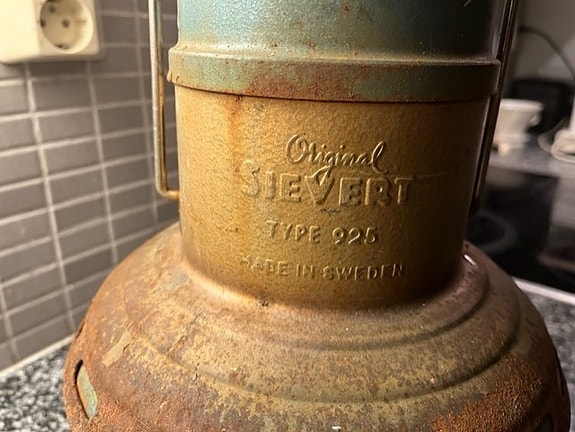 Original
SIEVERT
TYPE 925
MADE IN SWEDEN